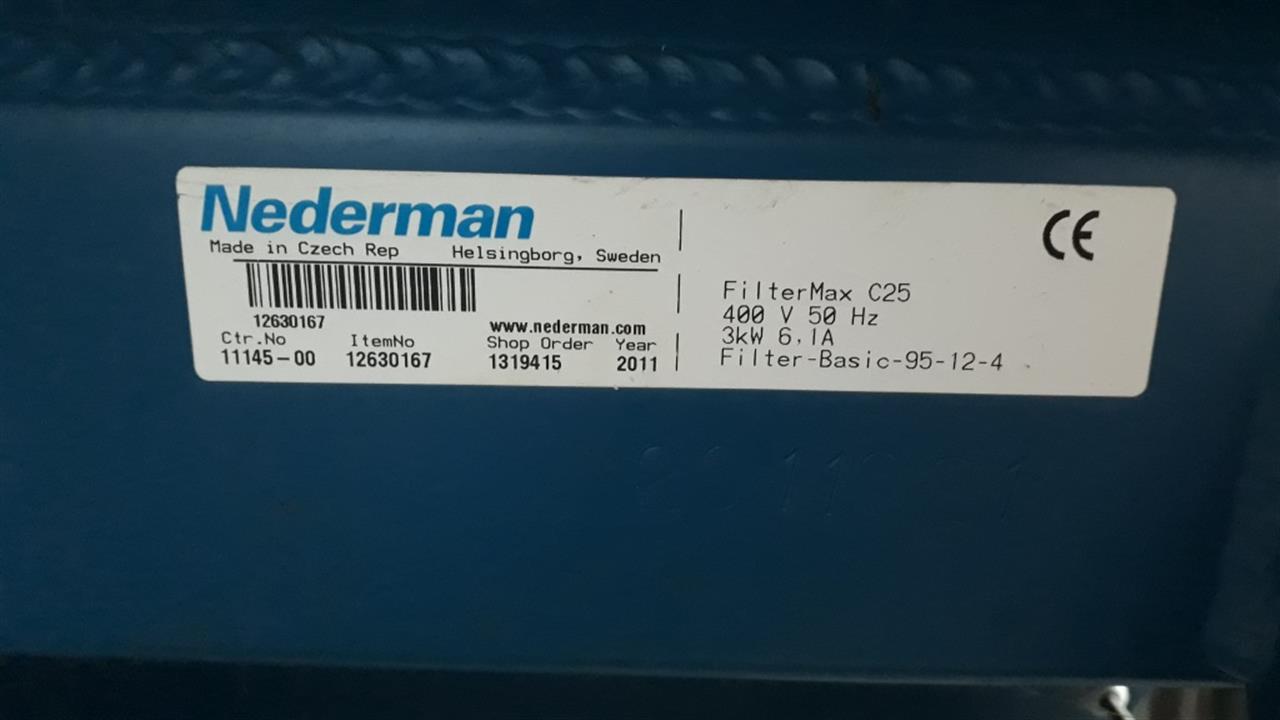 Nederman
Made in Czech Rep Helsingborg, Sweden
12630167
www.nederman.com
Ctr.No ItemNo Shop Order Year
11145-00 12630167 1319415 2011
CE
FilterMax C25
400 V 50 Hz
3kW 6,1A
Filter-Basic-95-12-4